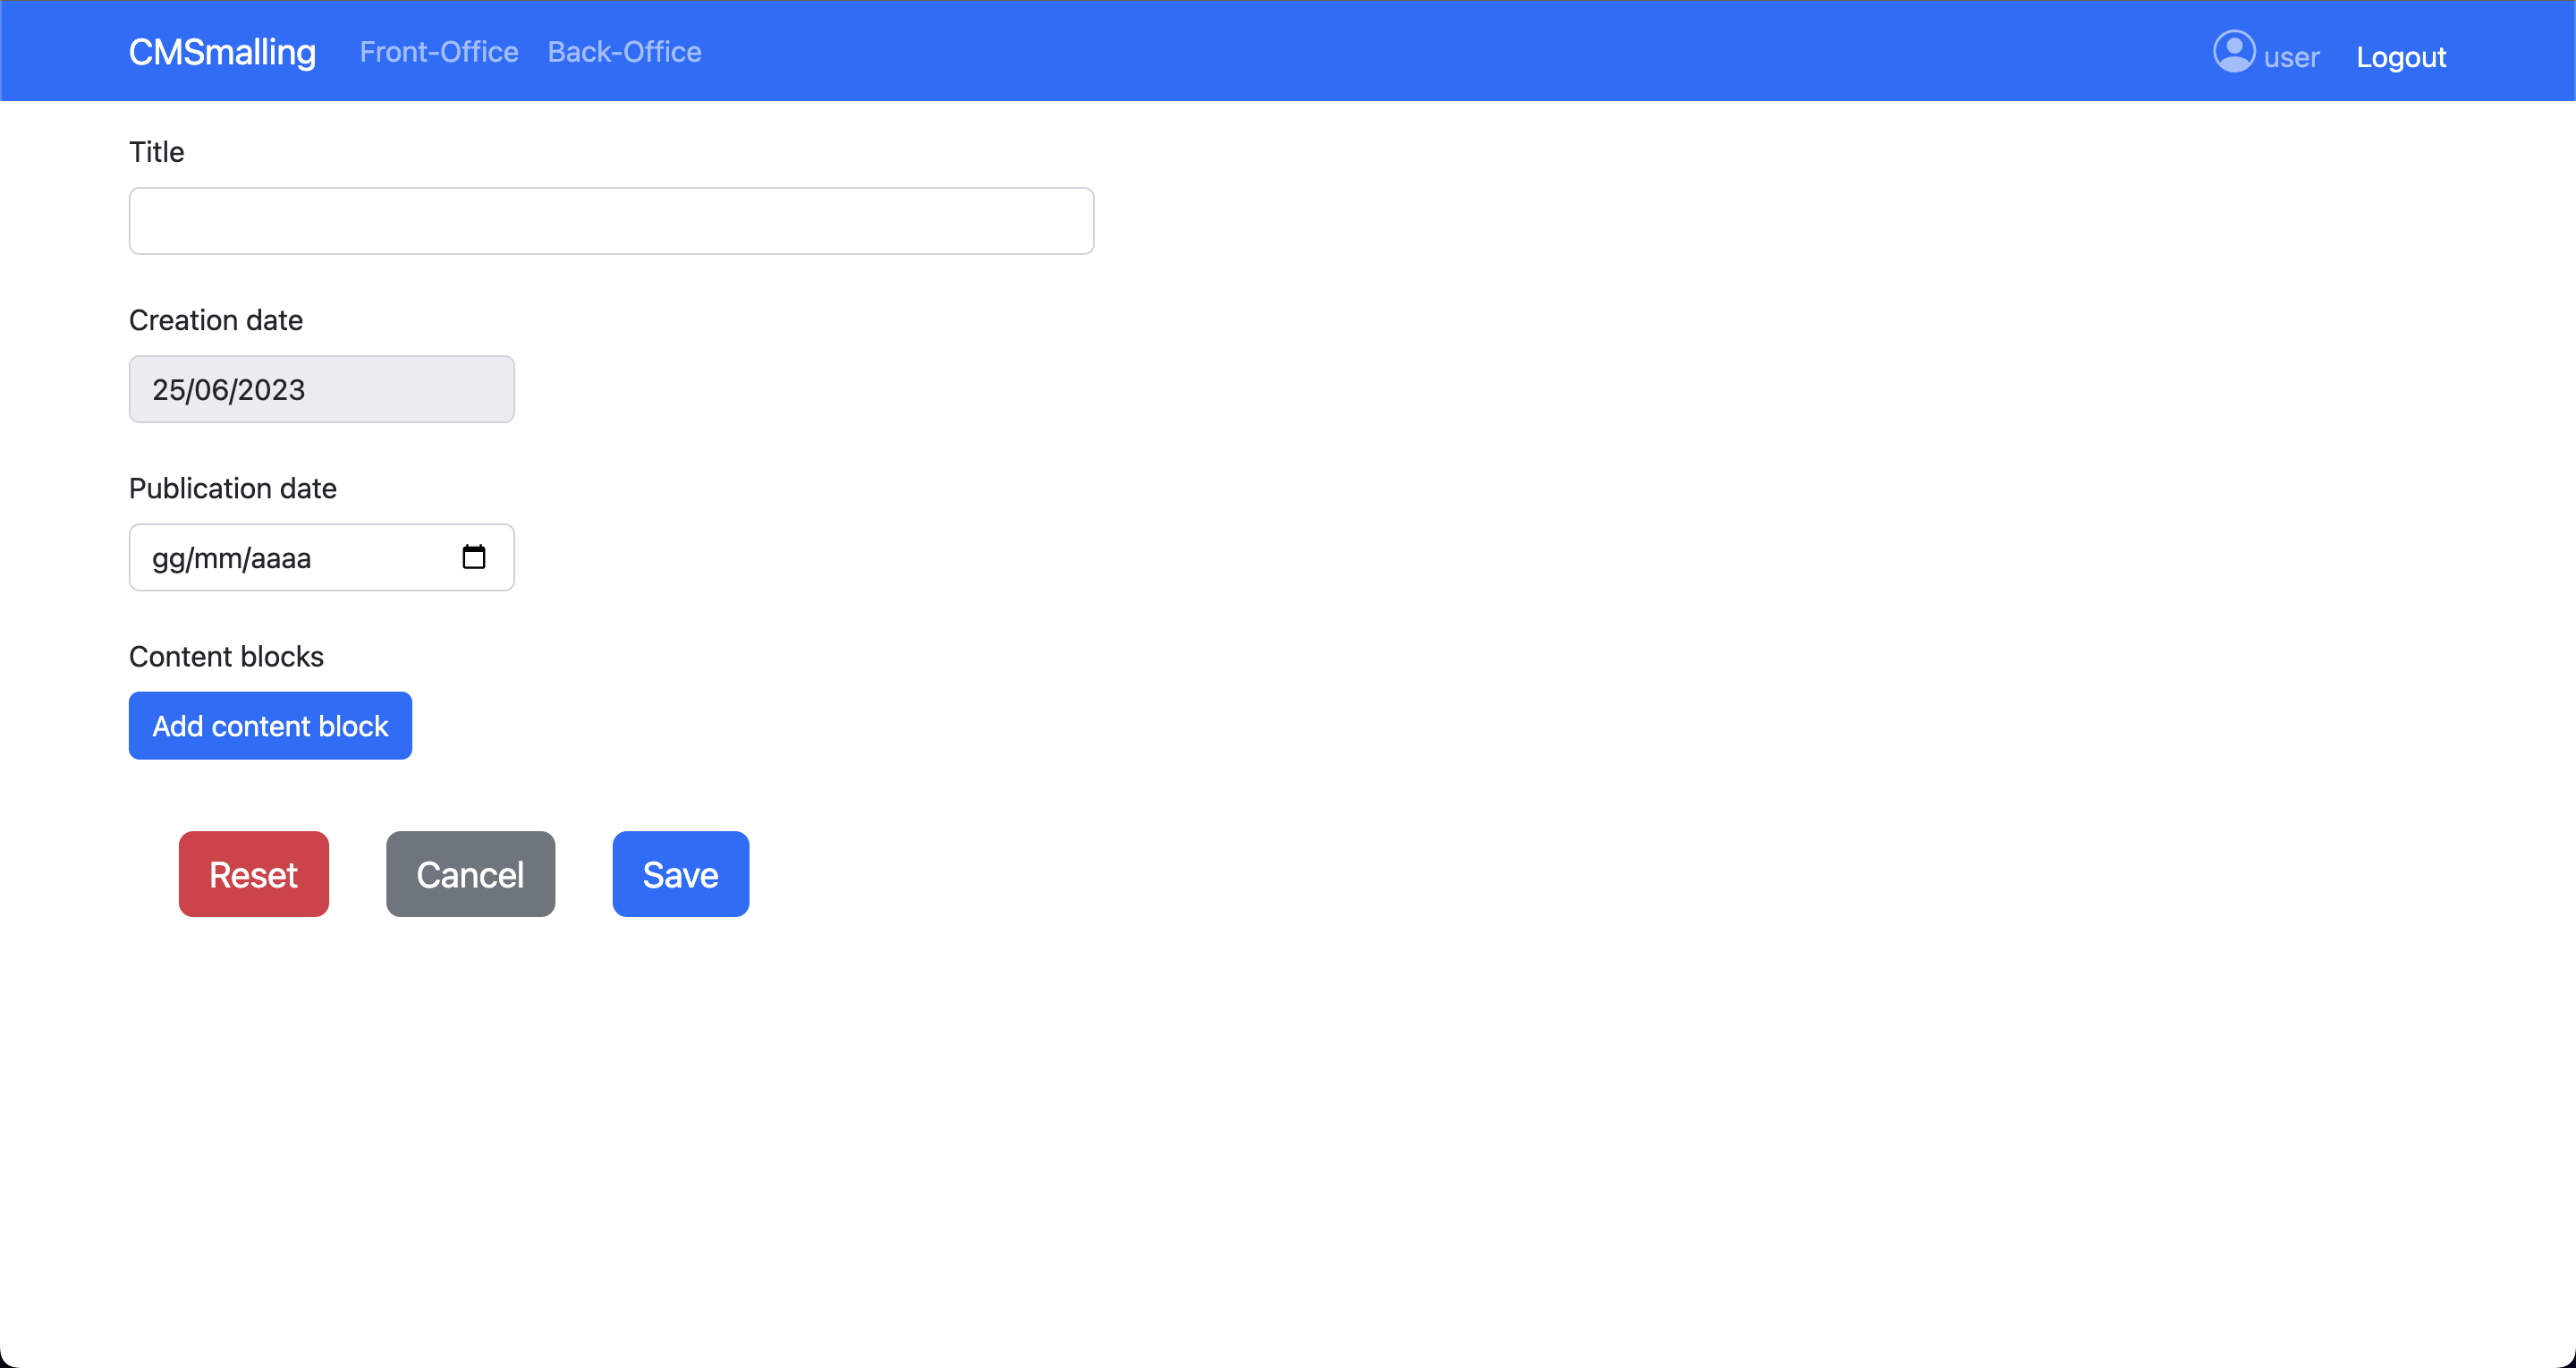 CMSmalling Front-Office Back-Office user Logout
Title
Creation date
25/06/2023
Publication date
gg/mm/aaaa
Content blocks
Add content block
Reset Cancel Save